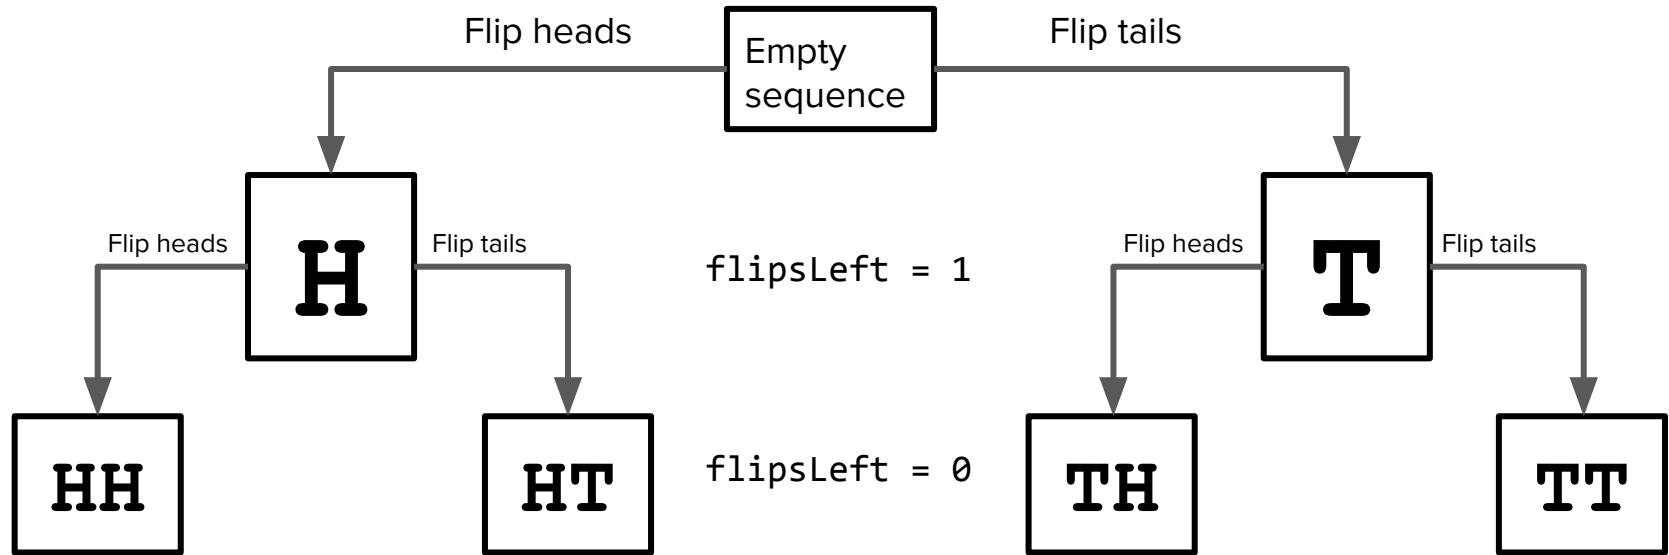 Flip heads
Empty
sequence
Flip tails
Flip heads
H
Flip tails
flipsLeft = 1
Flip heads
T
Flip tails
HH
HT
flipsLeft = 0
TH
TT